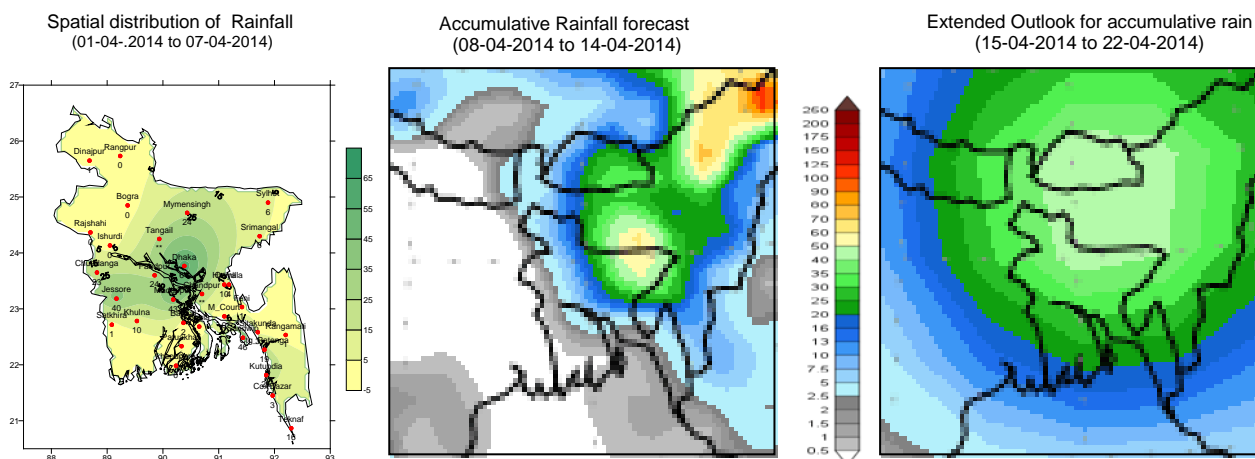 Spatial distribution of Rainfall
(01-04-.2014 to 07-04-2014)
Accumulative Rainfall forecast
(08-04-2014 to 14-04-2014)
Extended Outlook for accumulative rain
(15-04-2014 to 22-04-2014)
27
26
25
24
23
22
21
88
89
90
91
92
93
Rangpur
0
Dinajpur
Bogra
0
Mymensingh
24
Sylhet
6
Rajshahi
Ishurdi
0
Tangail
**
Srimangal
Dhaka
Jessore
40
Khulna
10
Satkhira
1
M_Court
Rangamati
Kutubdia
3
Teknaf
16
65
55
45
35
25
15
5
-5
250
200
175
150
125
100
90
80
70
60
50
40
30
20
16
13
10
7.5
5
2.5
2
1.5
1
0.5